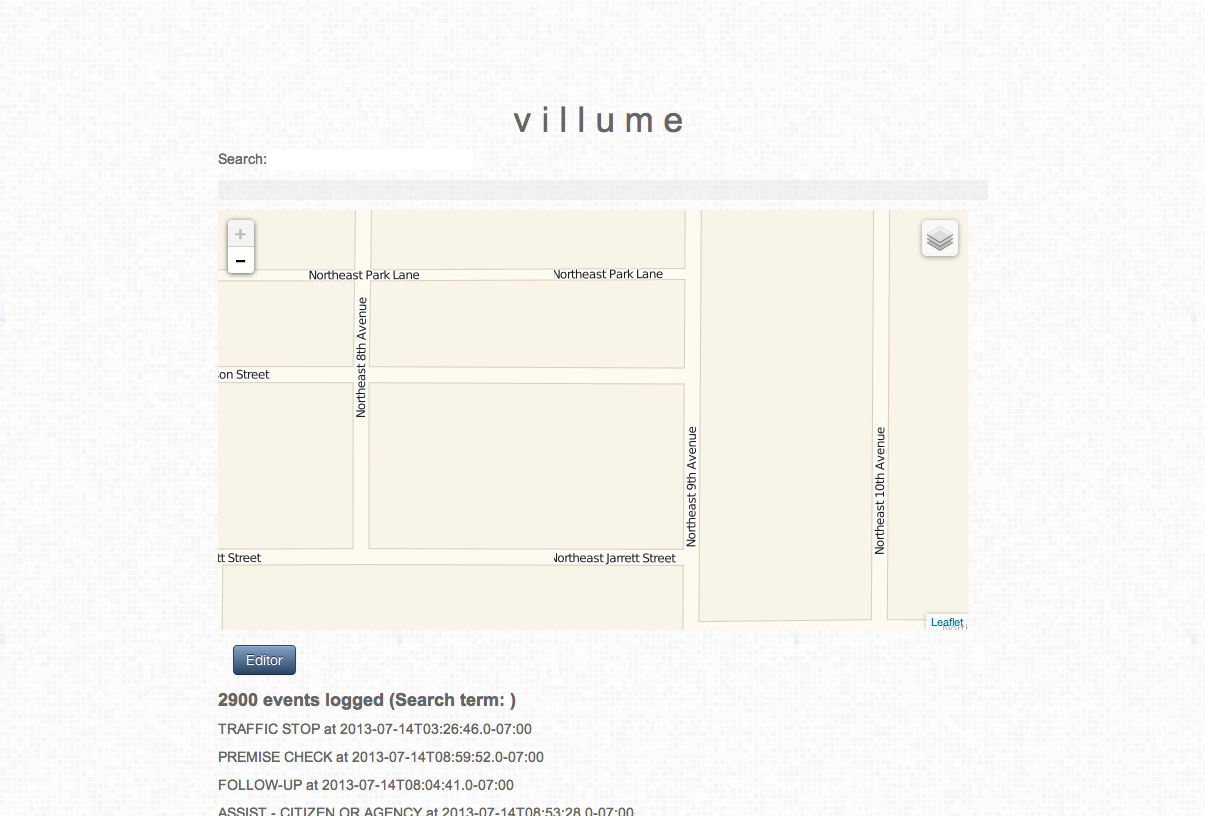 villume
Search:
+
-
Northeast Park Lane
Northeast Park Lane
Northeast 8th Avenue
on Street
Northeast 9th Avenue
Northeast 10th Avenue
tt Street
Northeast Jarrett Street
Leaflet
Editor
2900 events logged (Search term: )
TRAFFIC STOP at 2013-07-14T03:26:46.0-07:00
PREMISE CHECK at 2013-07-14T08:59:52.0-07:00
FOLLOW-UP at 2013-07-14T08:04:41.0-07:00
ASSIST - CITIZEN OR AGENCY at 2013-07-14T08:53:28.0-07:00